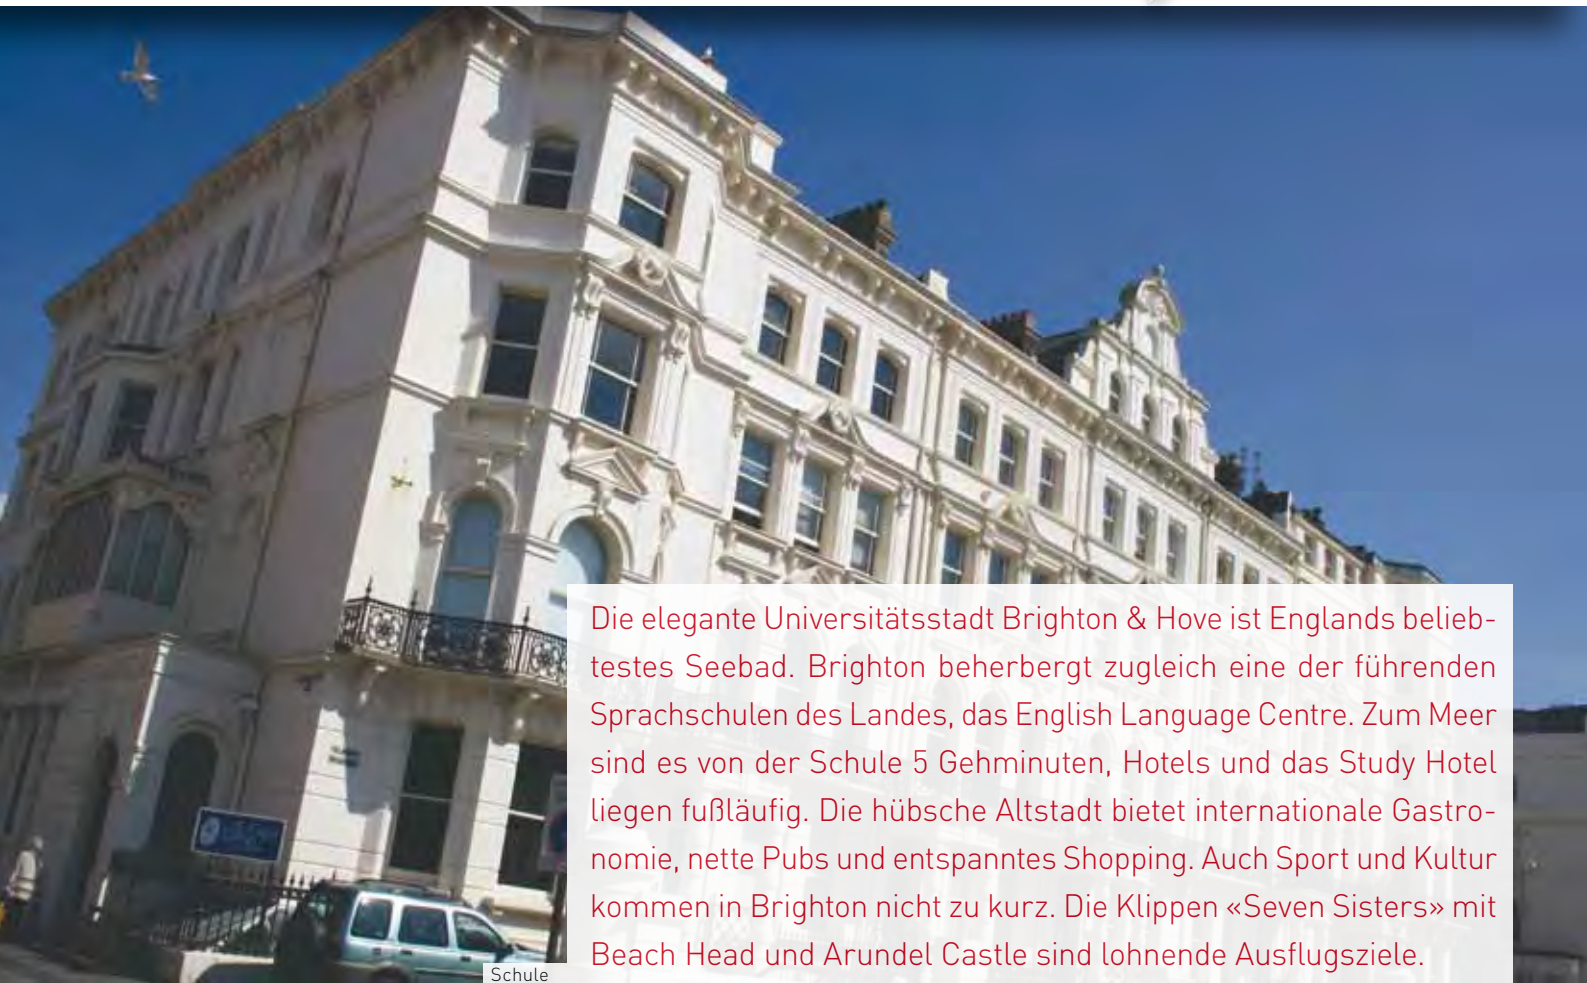 Die elegante Universitätsstadt Brighton & Hove ist Englands belieb-
testes Seebad. Brighton beherbergt zugleich eine der führenden
Sprachschulen des Landes, das English Language Centre. Zum Meer
sind es von der Schule 5 Gehminuten, Hotels und das Study Hotel
liegen fußläufig. Die hübsche Altstadt bietet internationale Gastro-
nomie, nette Pubs und entspanntes Shopping. Auch Sport und Kultur
kommen in Brighton nicht zu kurz. Die Klippen «Seven Sisters» mit
Beach Head und Arundel Castle sind lohnende Ausflugsziele.
Schule